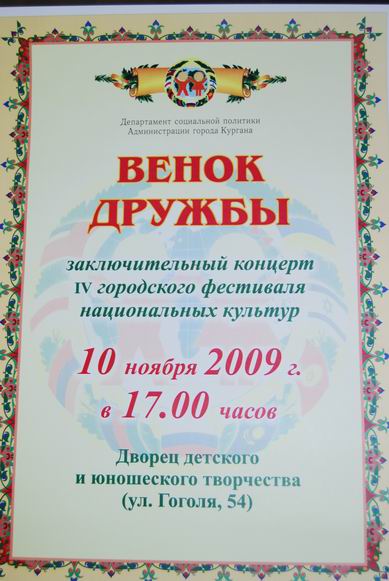 Департамент социальной политики
Администрации города Кургана
ВЕНОК
ДРУЖБЫ
заключительный концерт
IV городского фестиваля
национальных культур
10 ноября 2009 г.
в 17.00 часов
Дворец детского
и юношеского творчества
(ул. Гоголя, 54)